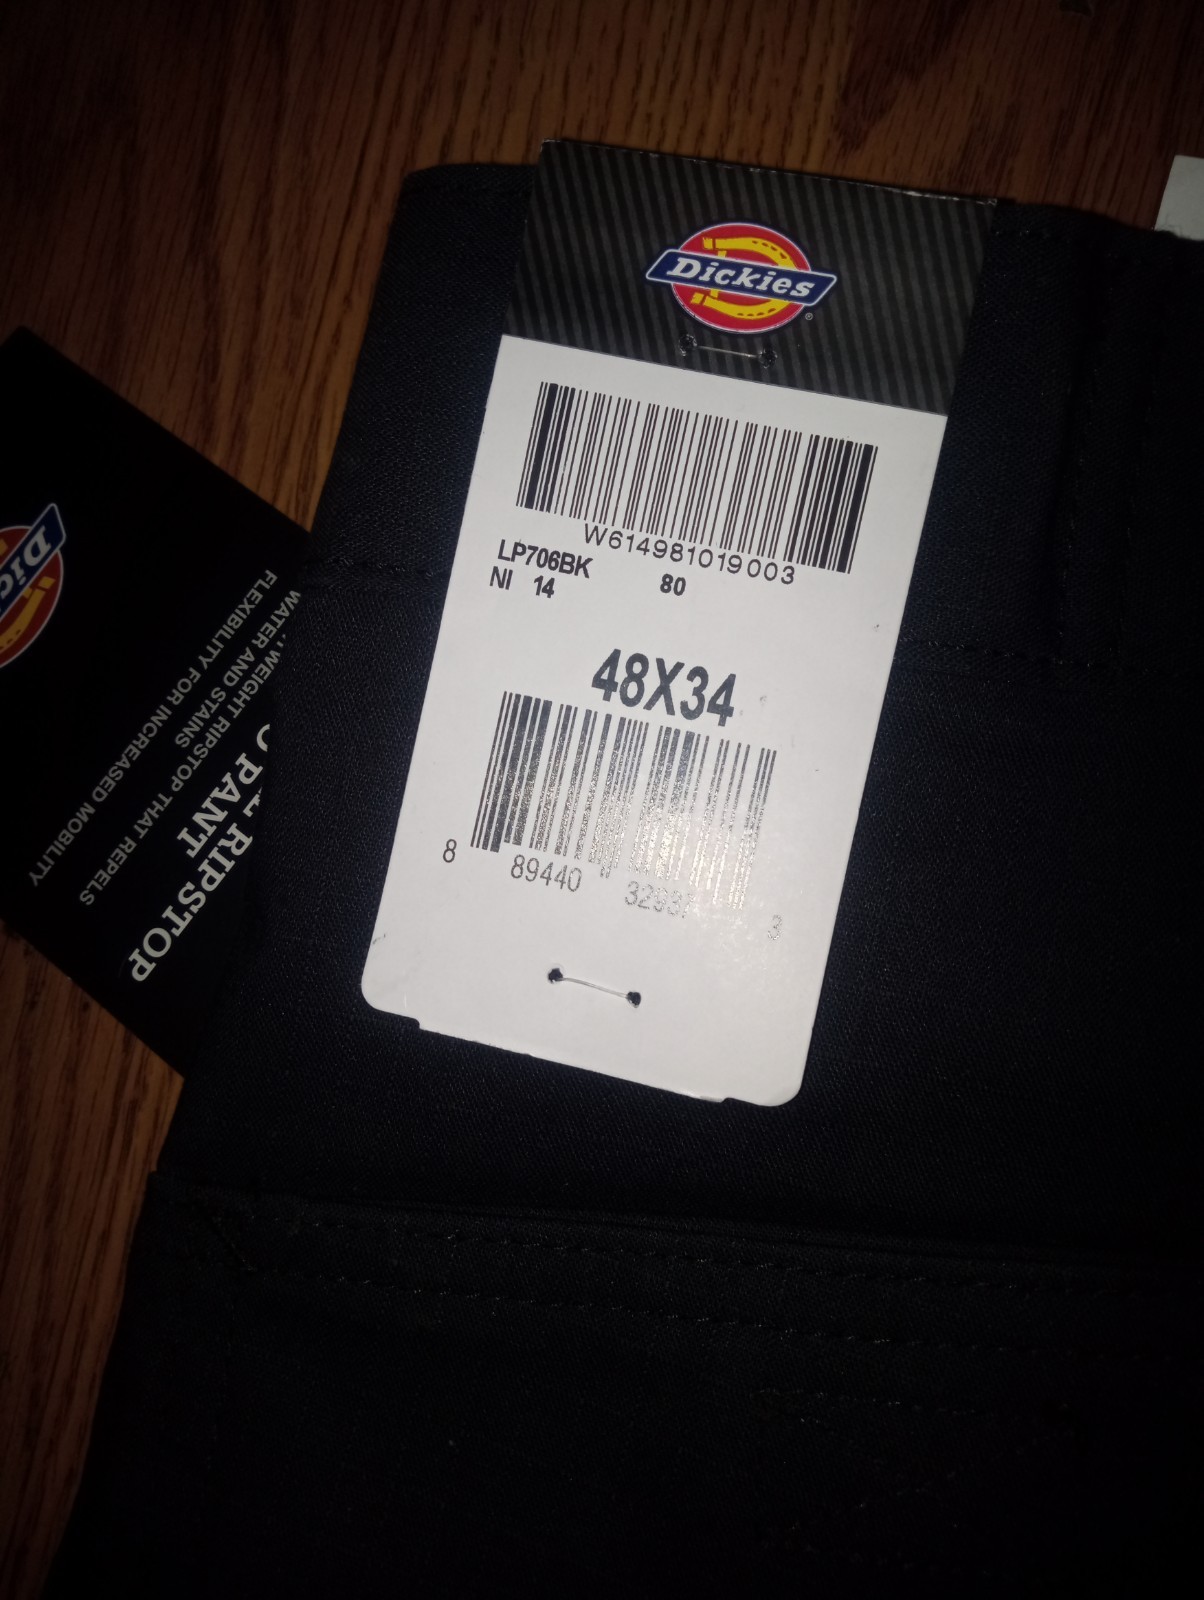 Dickies
®
W614981019003
LP706BK
NI 14 80
48X34
8 89440 3
Dic
RIPSTOP
PANT
WEIGHT RIPSTOP THAT REPELS
WATER AND STAINS
FLEXIBILITY FOR INCREASED MOBILITY